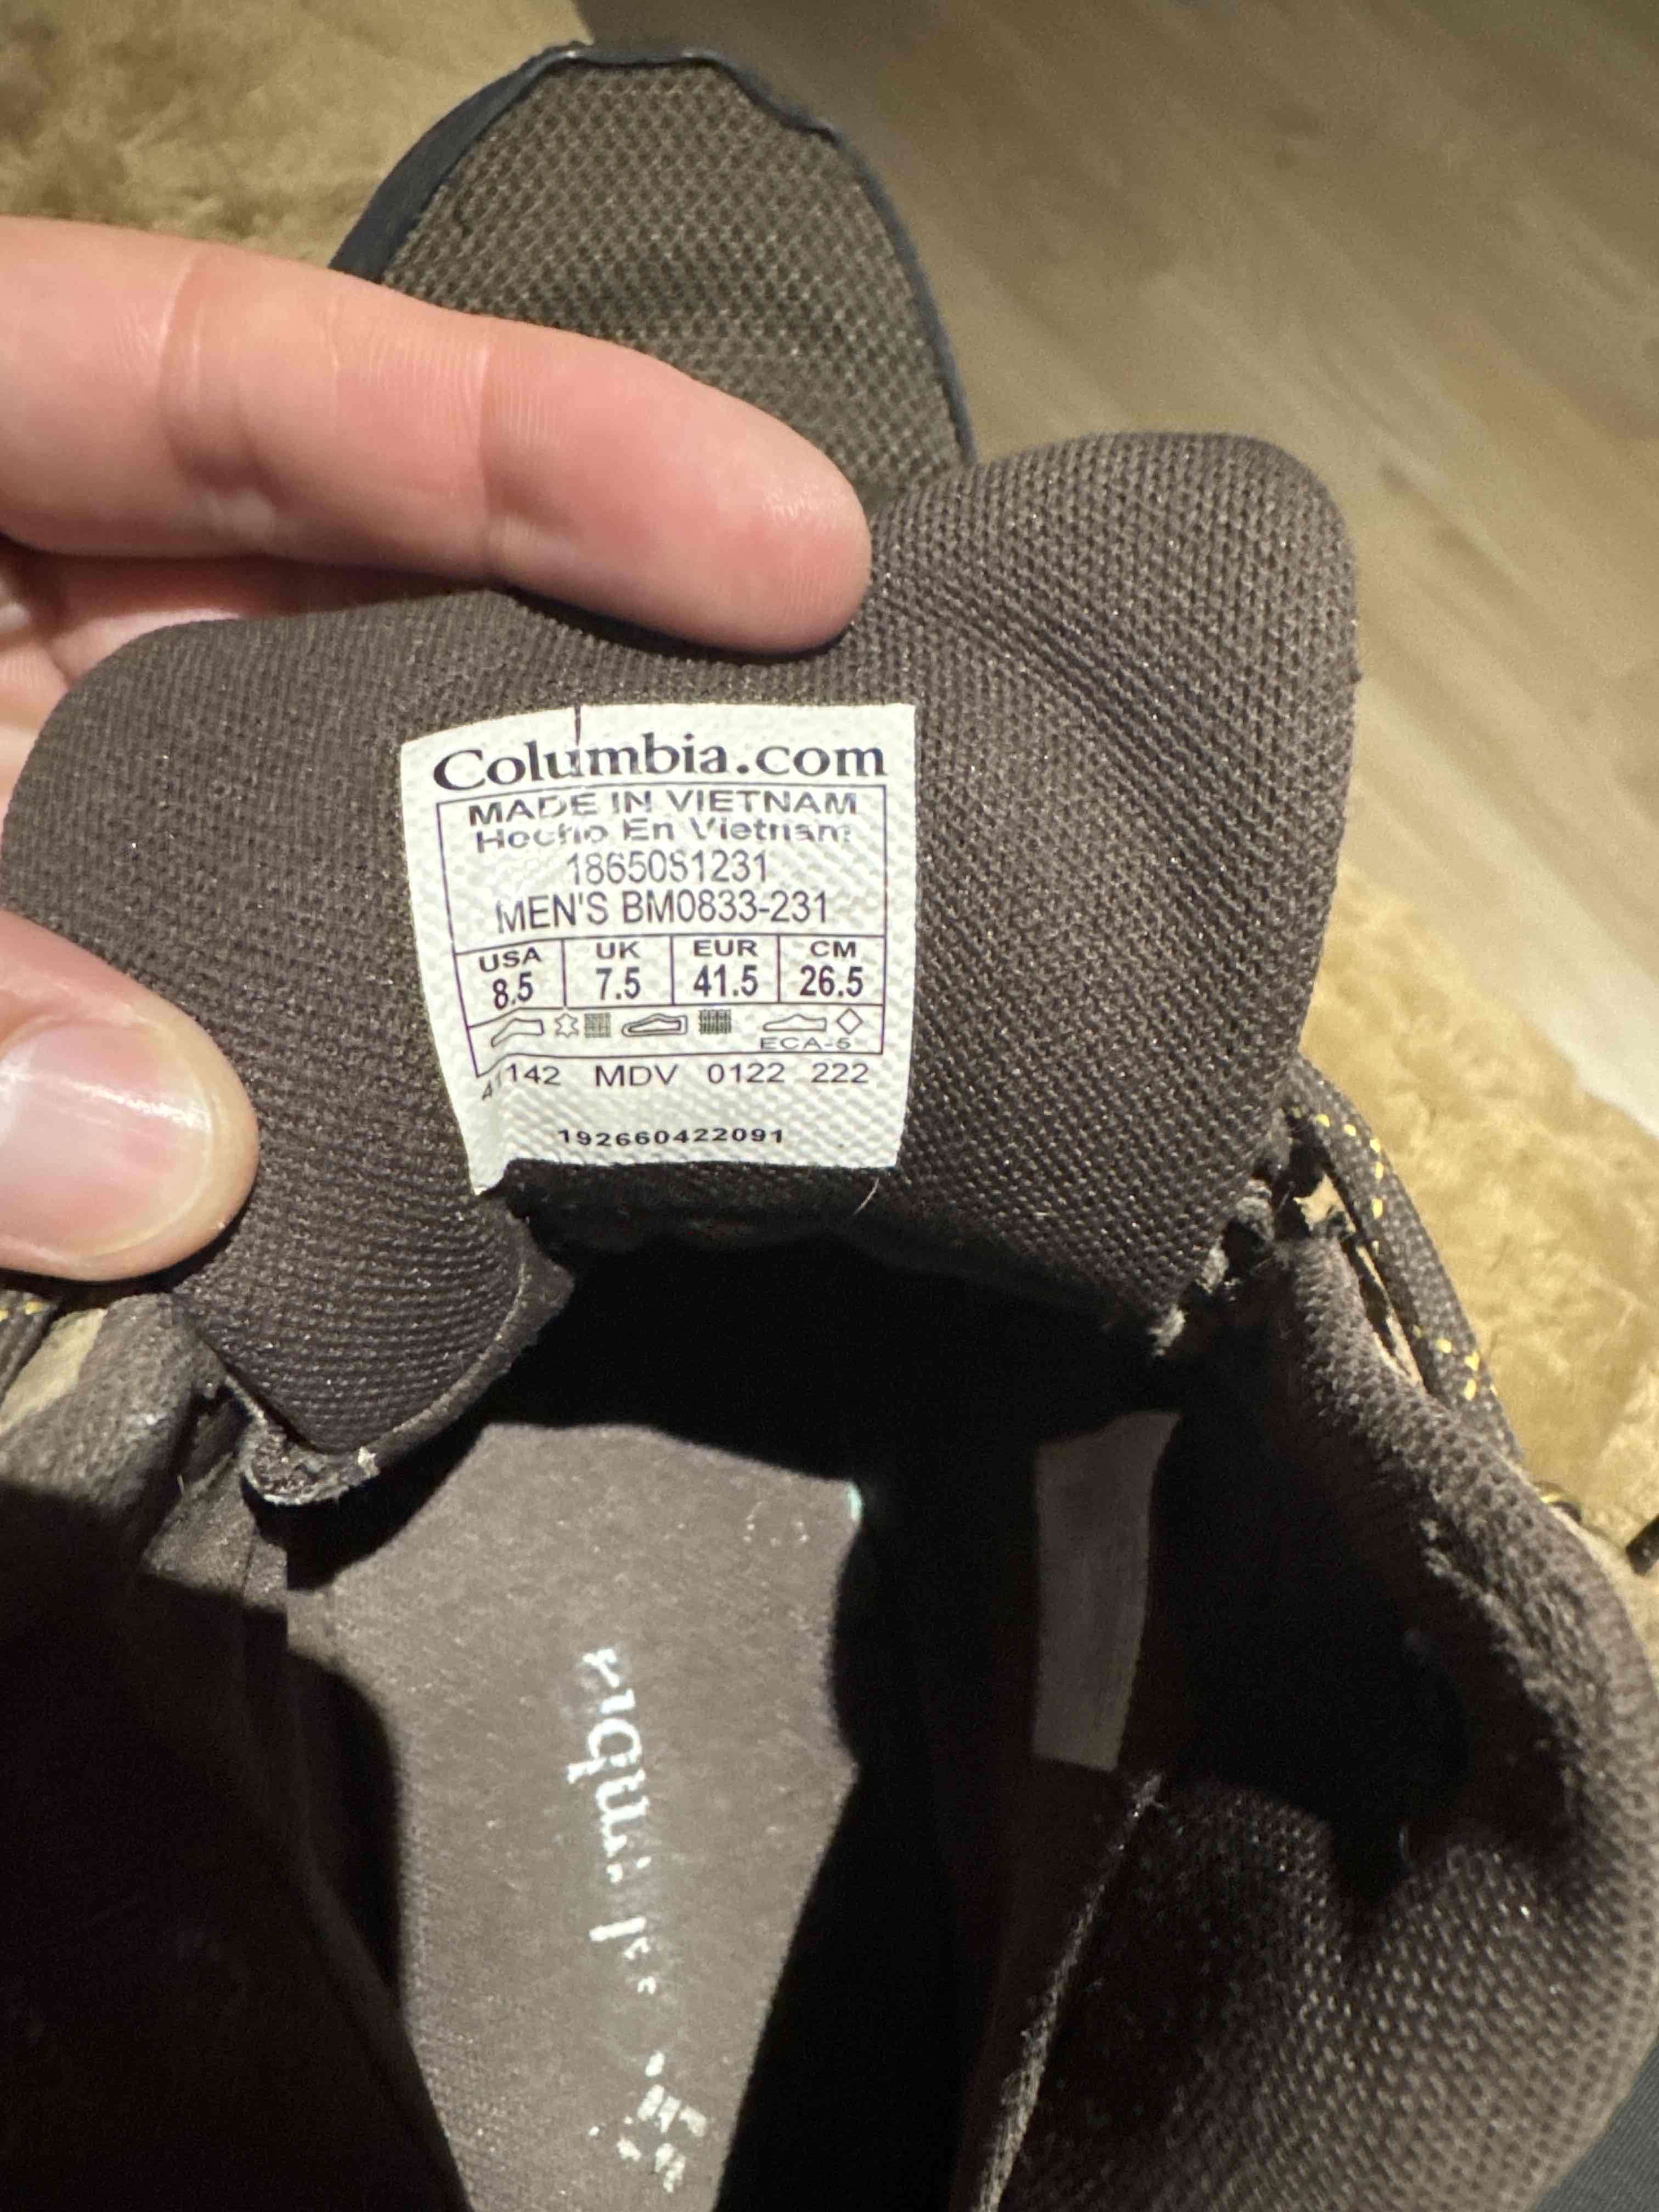 Columbia.com
MADE IN VIETNAM
Hecho En Vietnam
1865081231
MEN'S BM0833-231
USA UK EUR CM
8.5 7.5 41.5 26.5
ECA-5
MDV 0122 222
192660422091